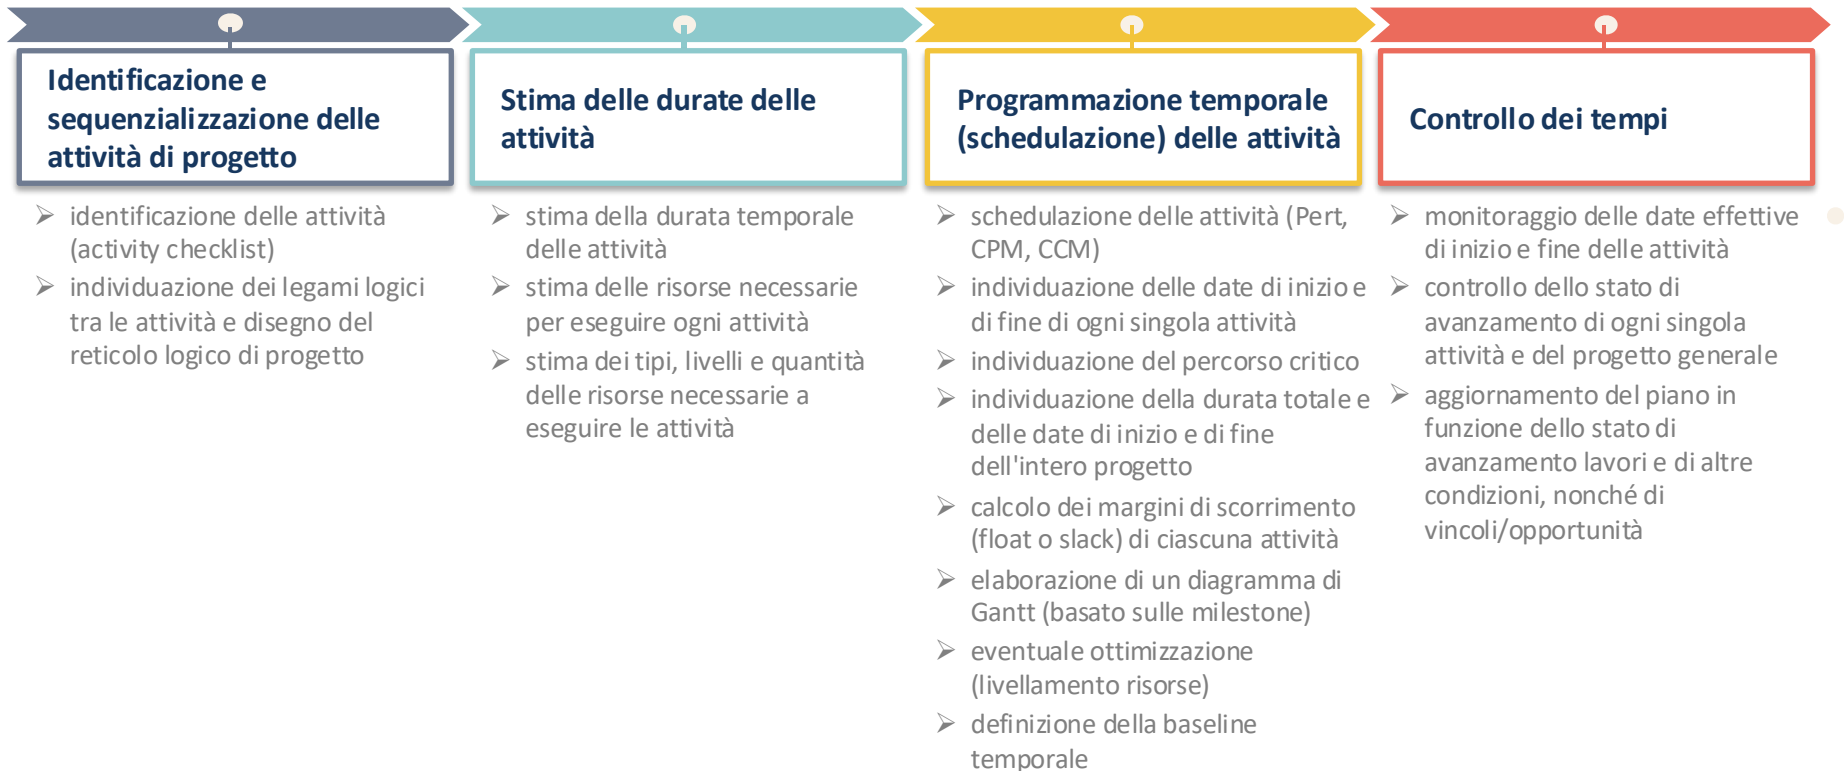 Identificazione e
sequenzializzazione delle
attività di progetto
➢ identificazione delle attività
(activity checklist)
➢ individuazione dei legami logici
tra le attività e disegno del
reticolo logico di progetto
Stima delle durate delle
attività
➢ stima della durata temporale
delle attività
➢ stima delle risorse necessarie
per eseguire ogni attività
➢ stima dei tipi, livelli e quantità
delle risorse necessarie a
eseguire le attività
Programmazione temporale
(schedulazione) delle attività
➢ schedulazione delle attività (Pert,
CPM, CCM)
➢ individuazione delle date di inizio e
di fine di ogni singola attività
➢ individuazione del percorso critico
➢ individuazione della durata totale e
delle date di inizio e di fine
dell'intero progetto
➢ calcolo dei margini di scorrimento
(float o slack) di ciascuna attività
➢ elaborazione di un diagramma di
Gantt (basato sulle milestone)
➢ eventuale ottimizzazione
(livellamento risorse)
➢ definizione della baseline
temporale
Controllo dei tempi
➢ monitoraggio delle date effettive
di inizio e fine delle attività
➢ controllo dello stato di
avanzamento di ogni singola
attività e del progetto generale
➢ aggiornamento del piano in
funzione dello stato di
avanzamento lavori e di altre
condizioni, nonché di
vincoli/opportunità